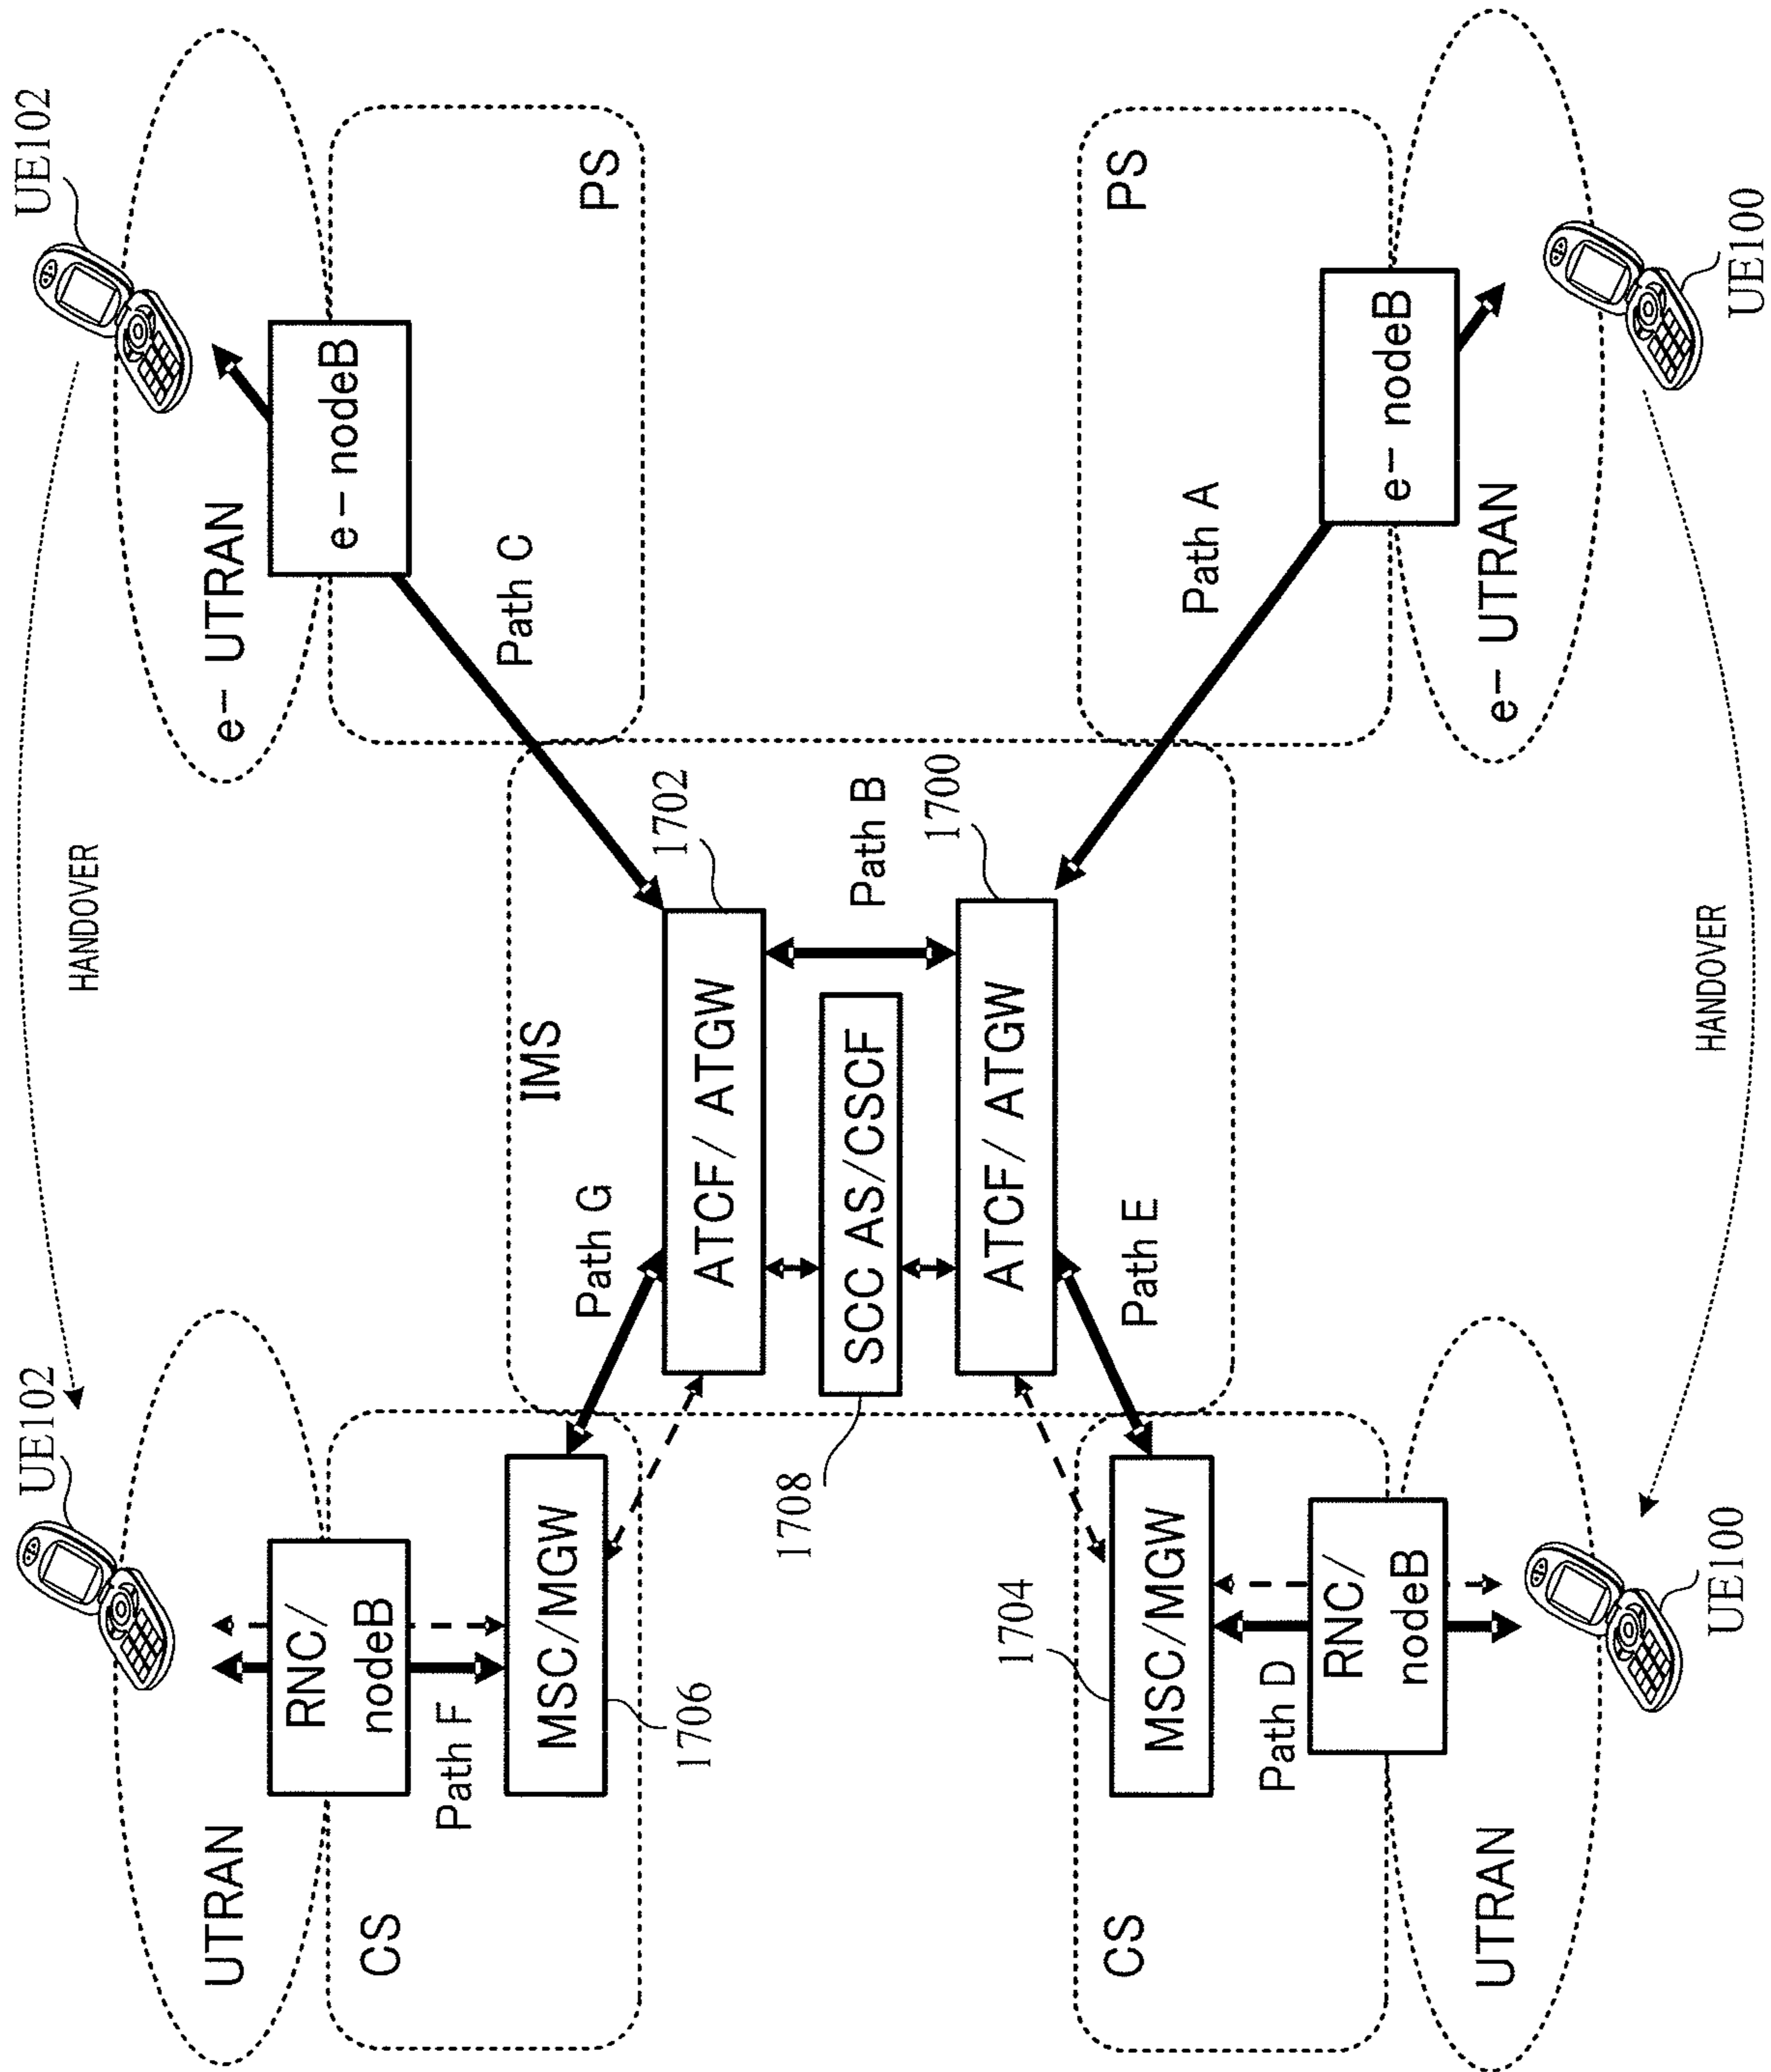 UE102
HANDOVER
UE102
UTRAN
e- UTRAN
RNC/
nodeB
e- nodeB
CS
Path F
Path C
PS
MSC/MGW
1706
IMS
Path G
ATCF/ ATGW
1702
1708
SCC AS/CSCF
Path B
1704
ATCF/ ATGW
1700
CS
MSC/MGW
Path E
PS
Path A
Path D
RNC/
nodeB
e- nodeB
UTRAN
e- UTRAN
UE100
HANDOVER
UE100